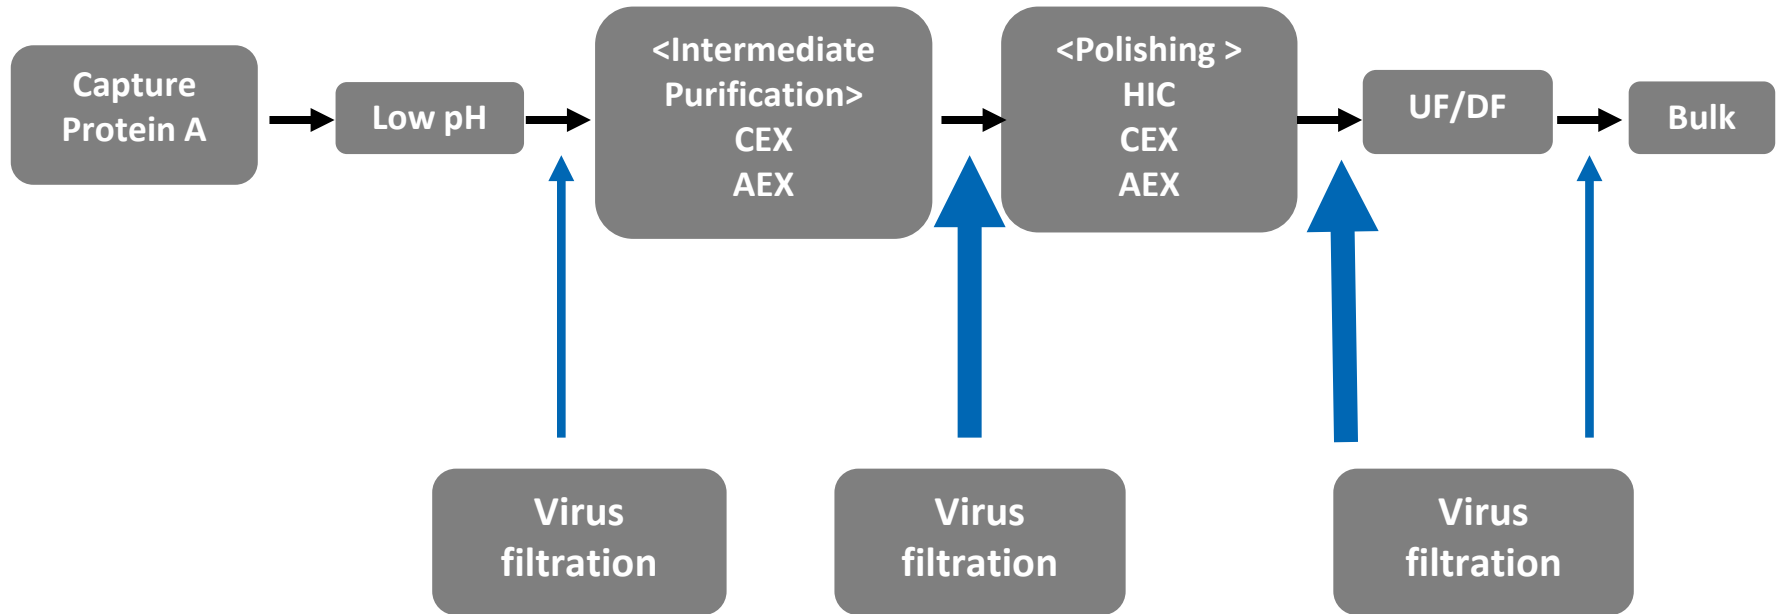 Capture
Protein A
Low pH
<Intermediate
Purification>
CEX
AEX
<Polishing >
HIC
CEX
AEX
UF/DF
Bulk
Virus
filtration
Virus
filtration
Virus
filtration